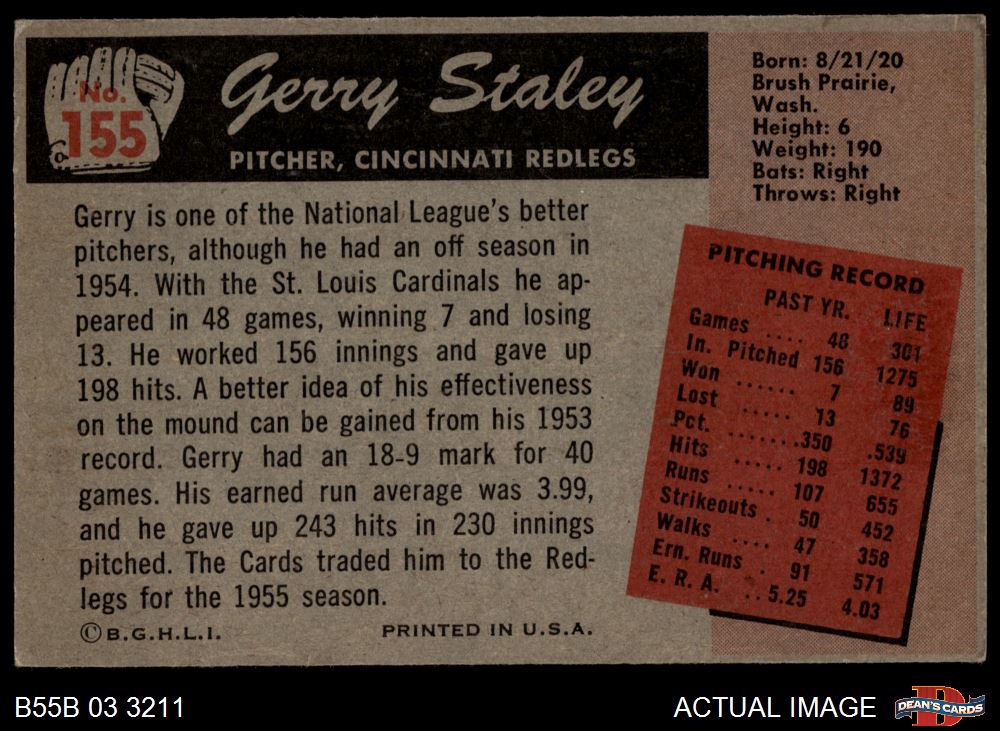 No.
155
Gerry Staley
PITCHER, CINCINNATI REDLEGS
Born: 8/21/20
Brush Prairie,
Wash.
Height: 6
Weight: 190
Bats: Right
Throws: Right
Gerry is one of the National League's better
pitchers, although he had an off season in
1954. With the St. Louis Cardinals he ap-
peared in 48 games, winning 7 and losing
13. He worked 156 innings and gave up
198 hits. A better idea of his effectiveness
on the mound can be gained from his 1953
record. Gerry had an 18-9 mark for 40
games. His earned run average was 3.99,
and he gave up 243 hits in 230 innings
pitched. The Cards traded him to the Red-
legs for the 1955 season.
©B.G.H.L.I. PRINTED IN U.S.A.
PITCHING RECORD
PAST YR. LIFE
Games .... 48 301
In. Pitched 156 1275
Won ...... 7 89
Lost ..... 13 76
Pct. .......350 .539
Hits ..... 198 1372
Runs ..... 107 655
Strikeouts . 50 452
Walks .... 47 358
Ern. Runs . 91 571
E. R. A. ..5.25 4.03
B55B 03 3211
ACTUAL IMAGE
D
DEAN'S CARDS